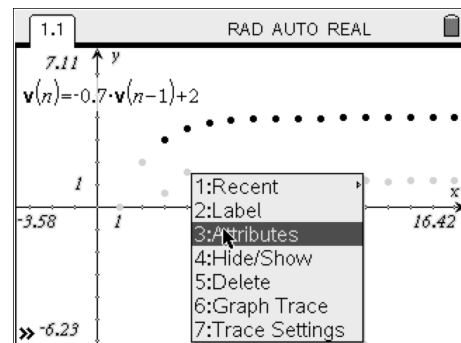 1.1 RAD AUTO REAL
7.11 y
v(n)=-0.7·v(n-1)+2
1
-3.58 1 16.42 x
1:Recent
2:Label
3:Attributes
4:Hide/Show
5:Delete
6:Graph Trace
7:Trace Settings
-6.23